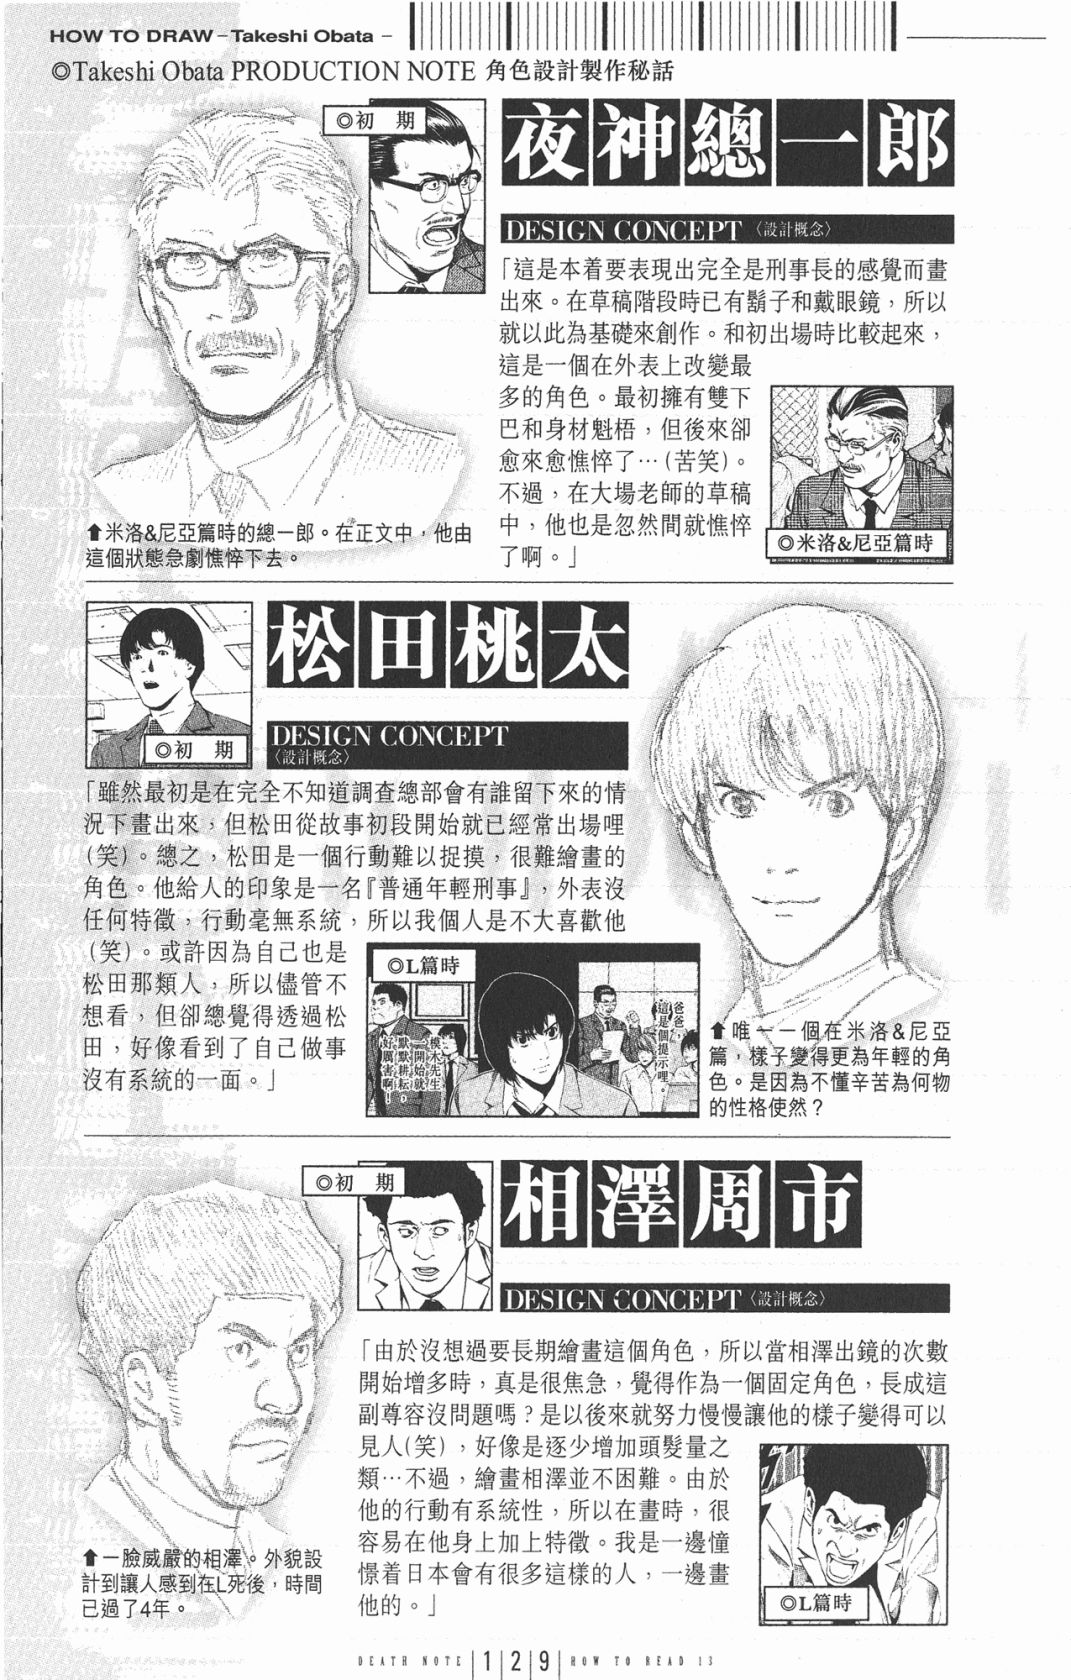 HOW TO DRAW－Takeshi Obata－
◎Takeshi Obata PRODUCTION NOTE 角色設計製作秘話
◎初　期
夜神總一郎
DESIGN CONCEPT〈設計概念〉
「這是本着要表現出完全是刑事長的感覺而畫
出來。在草稿階段時已有鬍子和戴眼鏡，所以
就以此為基礎來創作。和初出場時比較起來，
這是一個在外表上改變最
多的角色。最初擁有雙下
巴和身材魁梧，但後來卻
愈來愈憔悴了…(苦笑)。
不過，在大場老師的草稿
中，他也是忽然間就憔悴
了啊。」
◎米洛&尼亞篇時
⬆米洛&尼亞篇時的總一郎。在正文中，他由
這個狀態急劇憔悴下去。
◎初　期
松田桃太
DESIGN CONCEPT
〈設計概念〉
「雖然最初是在完全不知道調查總部會有誰留下來的情
況下畫出來，但松田從故事初段開始就已經常出場哩
(笑)。總之，松田是一個行動難以捉摸，很難繪畫的
角色。他給人的印象是一名『普通年輕刑事』，外表沒
任何特徵，行動毫無系統，所以我個人是不大喜歡他
(笑)。或許因為自己也是
松田那類人，所以儘管不
想看，但卻總覺得透過松
田，好像看到了自己做事
沒有系統的一面。」
◎L篇時
爸爸，
這是個提示哩。
模木先生
一開始就
默默耕耘，
好厲害啊！
⬆唯一一個在米洛&尼亞
篇，樣子變得更為年輕的角
色。是因為不懂辛苦為何物
的性格使然？
◎初　期
相澤周市
DESIGN CONCEPT〈設計概念〉
「由於沒想過要長期繪畫這個角色，所以當相澤出鏡的次數
開始增多時，真是很焦急，覺得作為一個固定角色，長成這
副尊容沒問題嗎？是以後來就努力慢慢讓他的樣子變得可以
見人(笑)，好像是逐少增加頭髮量之
類…不過，繪畫相澤並不困難。由於
他的行動有系統性，所以在畫時，很
容易在他身上加上特徵。我是一邊憧
憬着日本會有很多這樣的人，一邊畫
他的。」
◎L篇時
⬆一臉威嚴的相澤。外貌設
計到讓人感到在L死後，時間
已過了4年。
DEATH NOTE |1|2|9| HOW TO READ 13